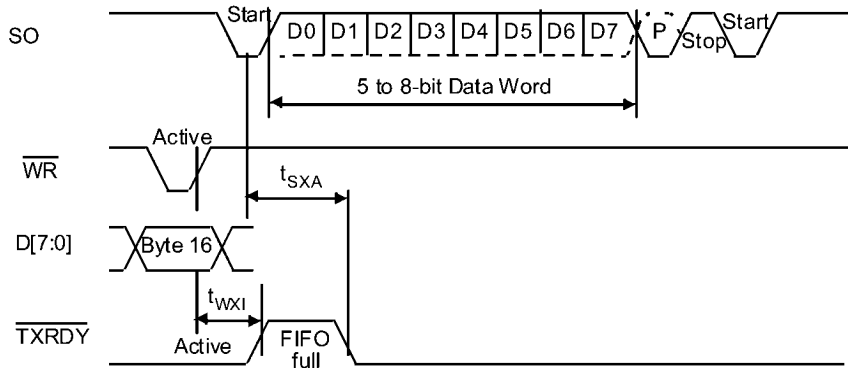 SO
Start
D0 D1 D2 D3 D4 D5 D6 D7 P Stop Start
5 to 8-bit Data Word
WR Active
tSXA
D[7:0] Byte 16
tWXI
TXRDY Active FIFO full